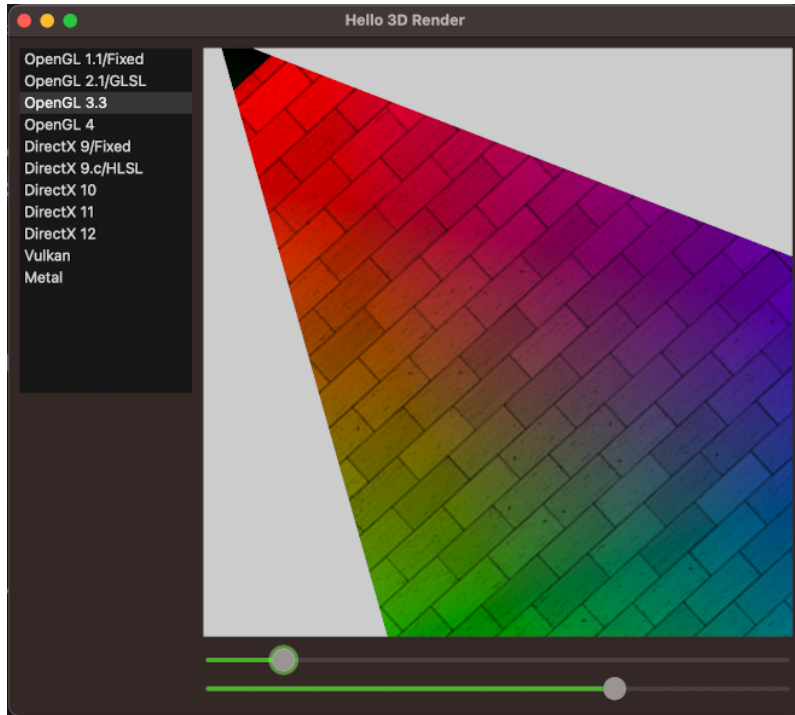 Hello 3D Render
OpenGL 1.1/Fixed
OpenGL 2.1/GLSL
OpenGL 3.3
OpenGL 4
DirectX 9/Fixed
DirectX 9.c/HLSL
DirectX 10
DirectX 11
DirectX 12
Vulkan
Metal